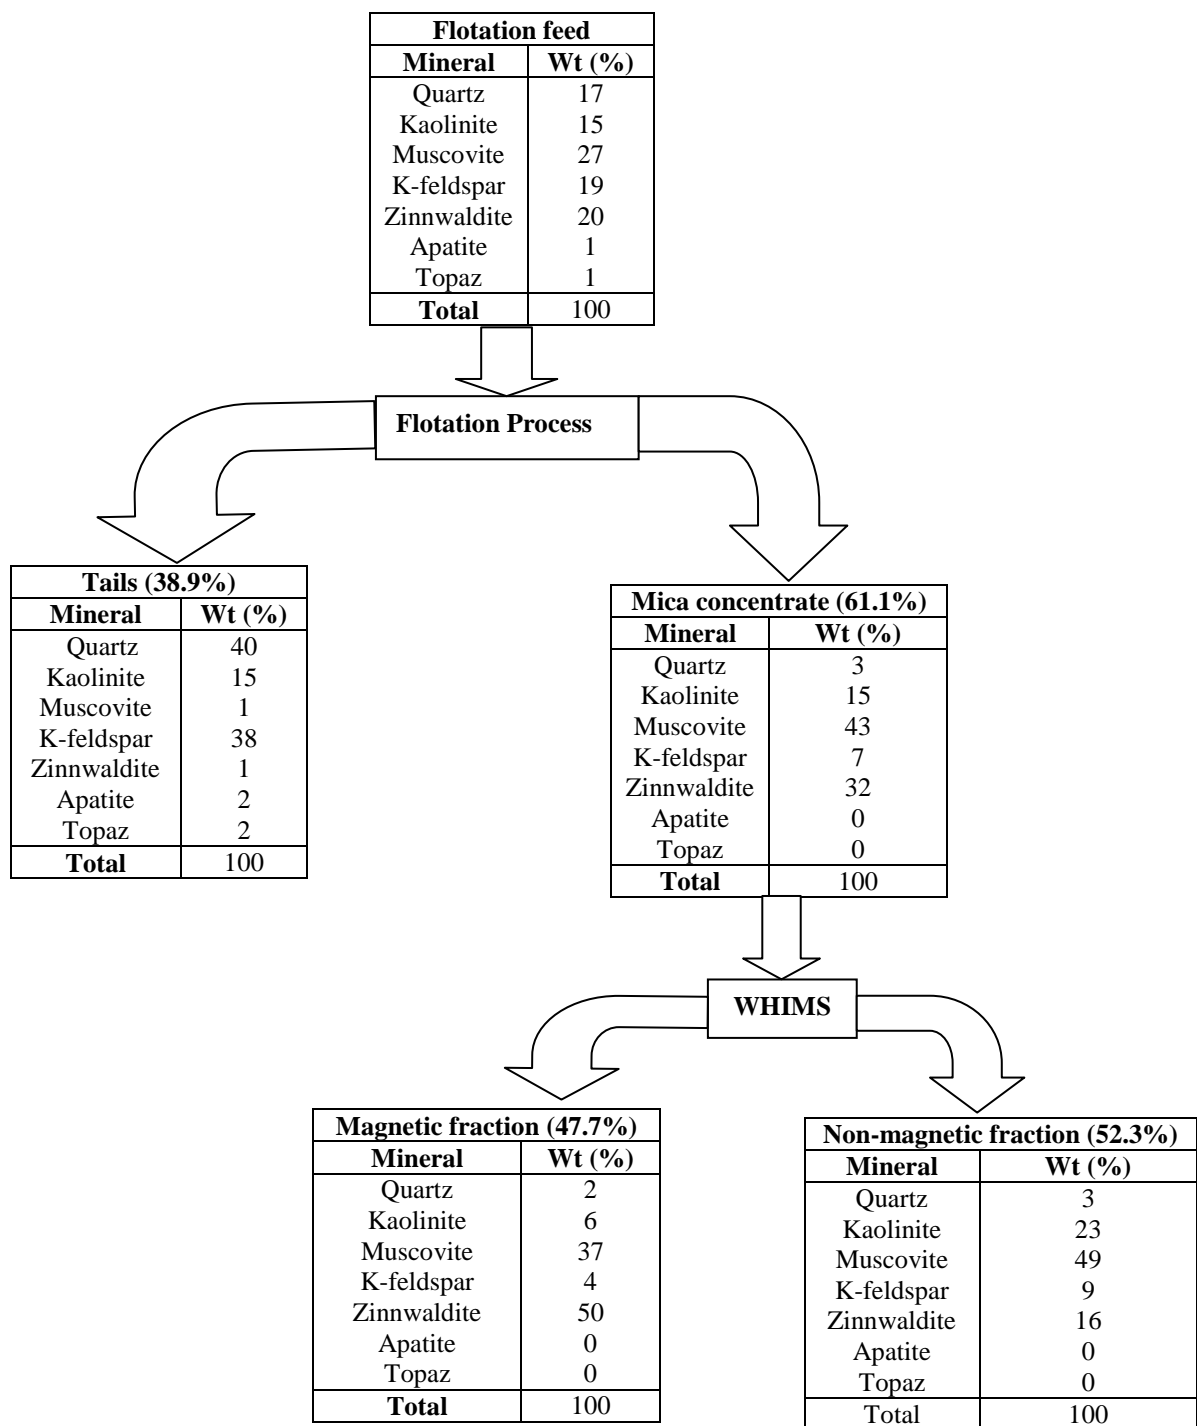 Flotation feed
Mineral Wt (%)
Quartz 17
Kaolinite 15
Muscovite 27
K-feldspar 19
Zinnwaldite 20
Apatite 1
Topaz 1
Total 100
Flotation Process
Tails (38.9%)
Mineral Wt (%)
Quartz 40
Kaolinite 15
Muscovite 1
K-feldspar 38
Zinnwaldite 1
Apatite 2
Topaz 2
Total 100
Mica concentrate (61.1%)
Mineral Wt (%)
Quartz 3
Kaolinite 15
Muscovite 43
K-feldspar 7
Zinnwaldite 32
Apatite 0
Topaz 0
Total 100
WHIMS
Magnetic fraction (47.7%)
Mineral Wt (%)
Quartz 2
Kaolinite 6
Muscovite 37
K-feldspar 4
Zinnwaldite 50
Apatite 0
Topaz 0
Total 100
Non-magnetic fraction (52.3%)
Mineral Wt (%)
Quartz 3
Kaolinite 23
Muscovite 49
K-feldspar 9
Zinnwaldite 16
Apatite 0
Topaz 0
Total 100